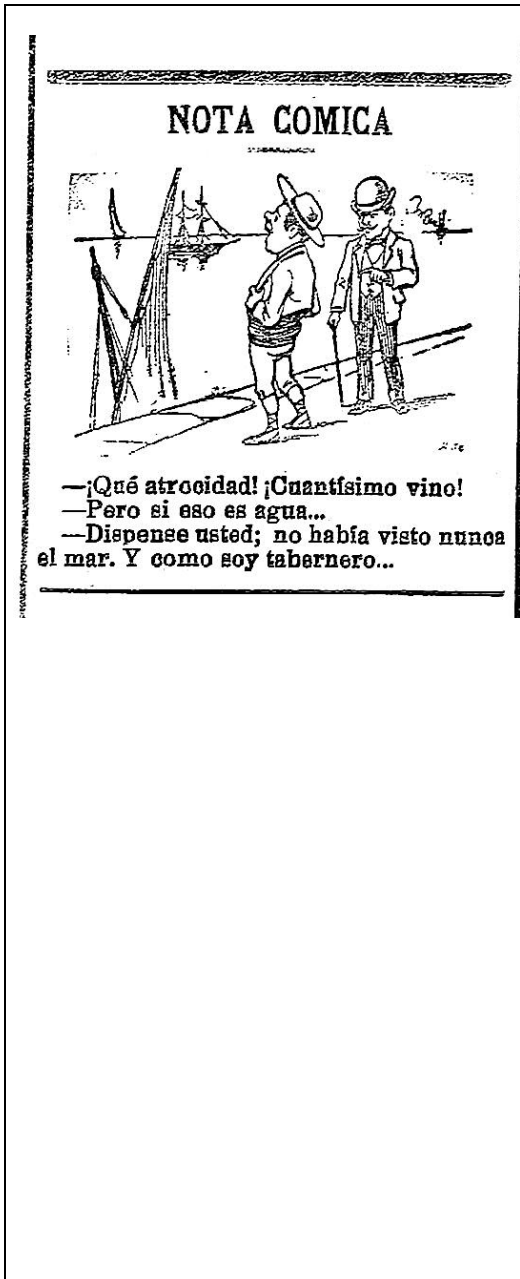 NOTA COMICA
—¡Qué atrocidad! ¡Cuantísimo vino!
—Pero si eso es agua...
—Dispense usted; no había visto nunca
el mar. Y como soy tabernero...